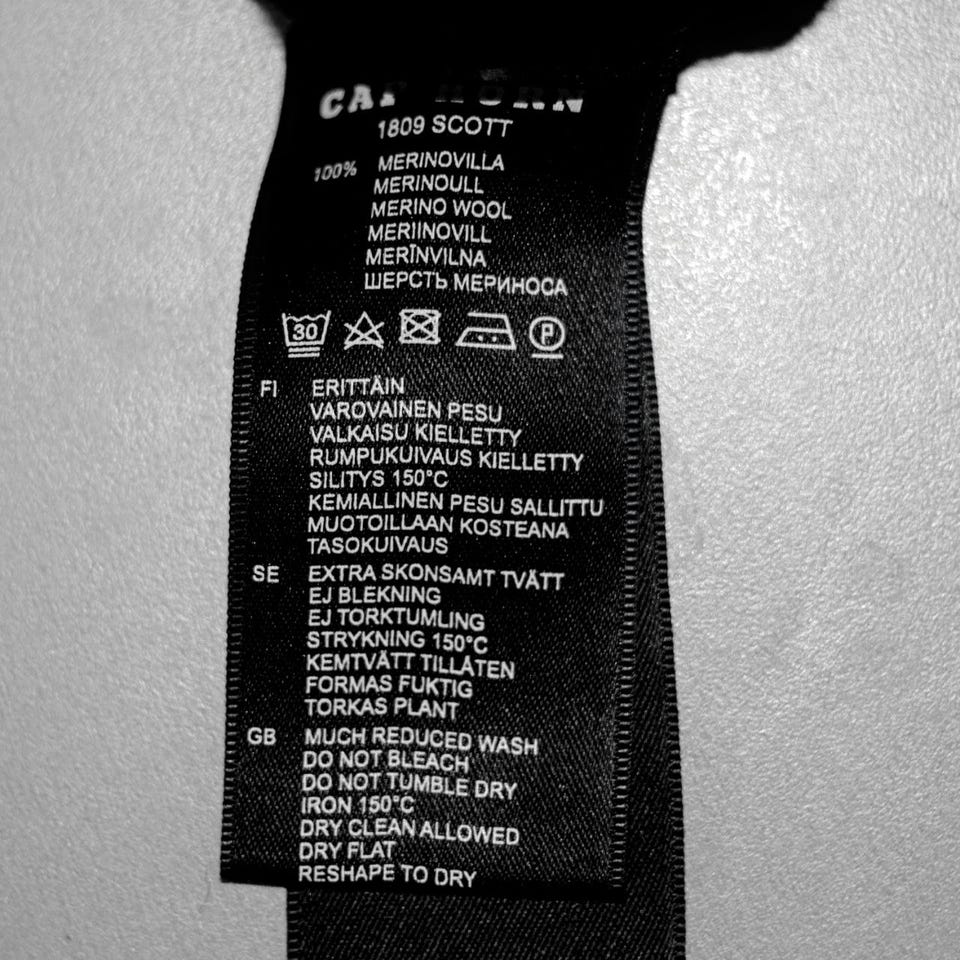 CAP HORN
1809 SCOTT
100% MERINOVILLA
MERINOULL
MERINO WOOL
MERIINOVILL
MERĪNVILNA
ШЕРСТЬ МЕРИНОСА
30 P
FI ERITTÄIN
VAROVAINEN PESU
VALKAISU KIELLETTY
RUMPUKUIVAUS KIELLETTY
SILITYS 150°C
KEMIALLINEN PESU SALLITTU
MUOTOILLAAN KOSTEANA
TASOKUIVAUS
SE EXTRA SKONSAMT TVÄTT
EJ BLEKNING
EJ TORKTUMLING
STRYKNING 150°C
KEMTVÄTT TILLÅTEN
FORMAS FUKTIG
TORKAS PLANT
GB MUCH REDUCED WASH
DO NOT BLEACH
DO NOT TUMBLE DRY
IRON 150°C
DRY CLEAN ALLOWED
DRY FLAT
RESHAPE TO DRY